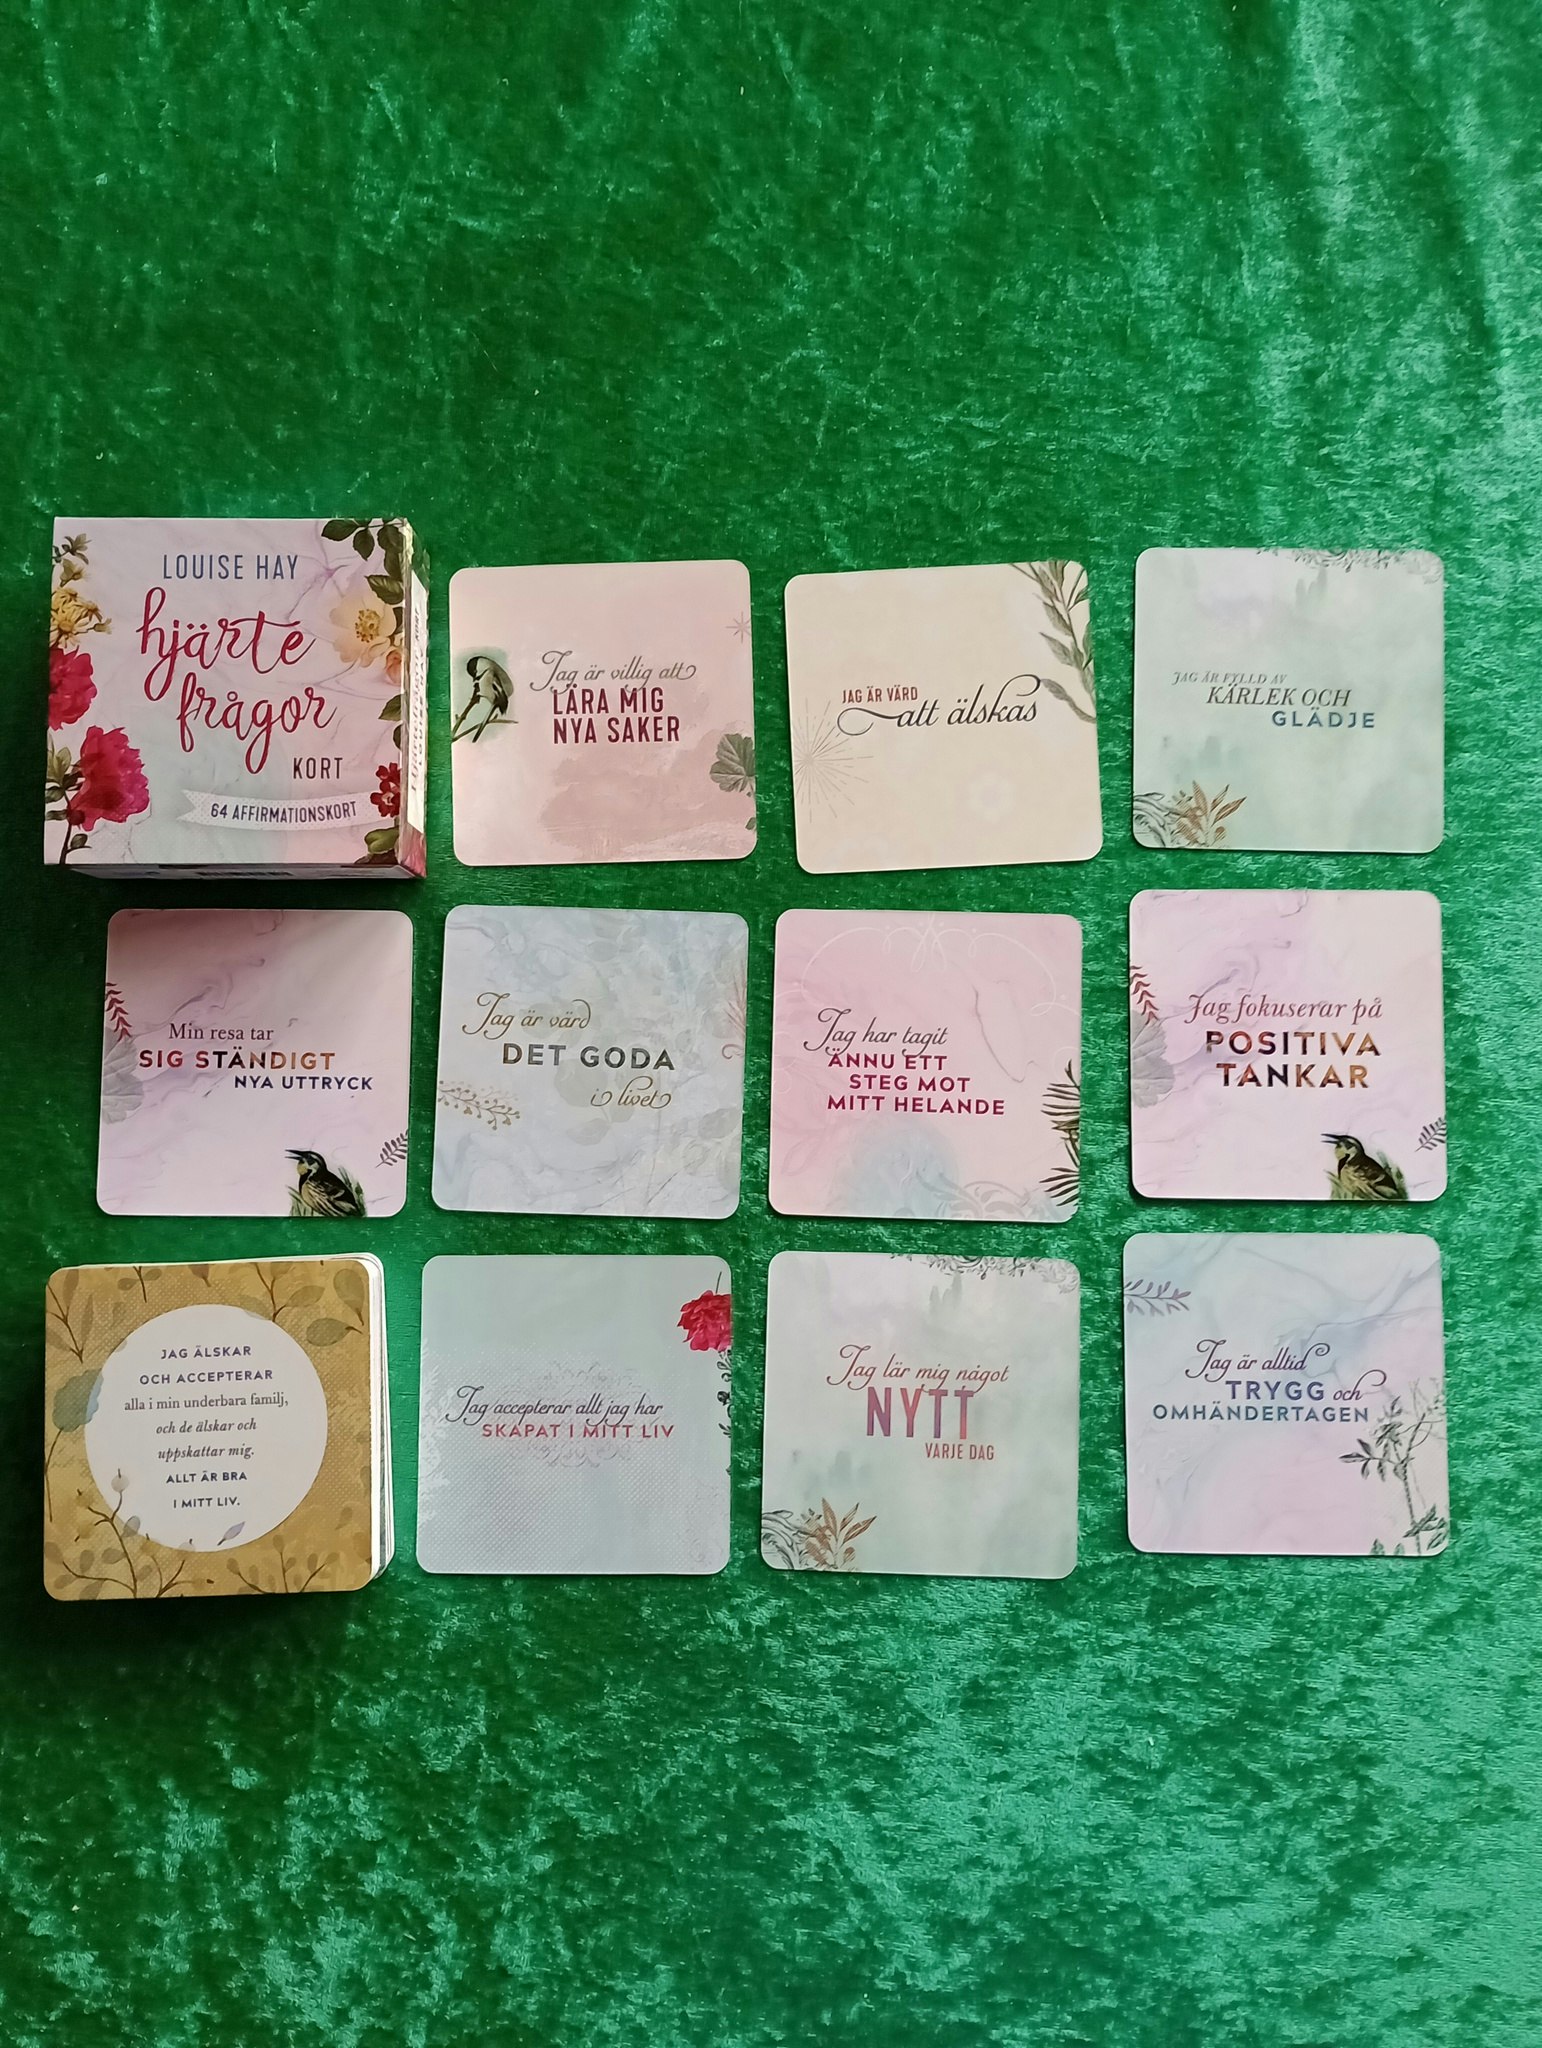 LOUISE HAY
hjärte
frågor
KORT
64 AFFIRMATIONSKORT
Jag är villig att
LÄRA MIG
NYA SAKER
JAG ÄR VÄRD
att älskas
JAG ÄR FYLLD AV
KÄRLEK OCH
GLÄDJE
Min resa tar
SIG STÄNDIGT
NYA UTTRYCK
Jag är värd
DET GODA
i livet
Jag har tagit
ÄNNU ETT
STEG MOT
MITT HELANDE
Jag fokuserar på
POSITIVA
TANKAR
JAG ÄLSKAR
OCH ACCEPTERAR
alla i min underbara familj,
och de älskar och
uppskattar mig.
ALLT ÄR BRA
I MITT LIV.
Jag accepterar allt jag har
SKAPAT I MITT LIV
Jag lär mig något
NYTT
VARJE DAG
Jag är alltid
TRYGG och
OMHÄNDERTAGEN